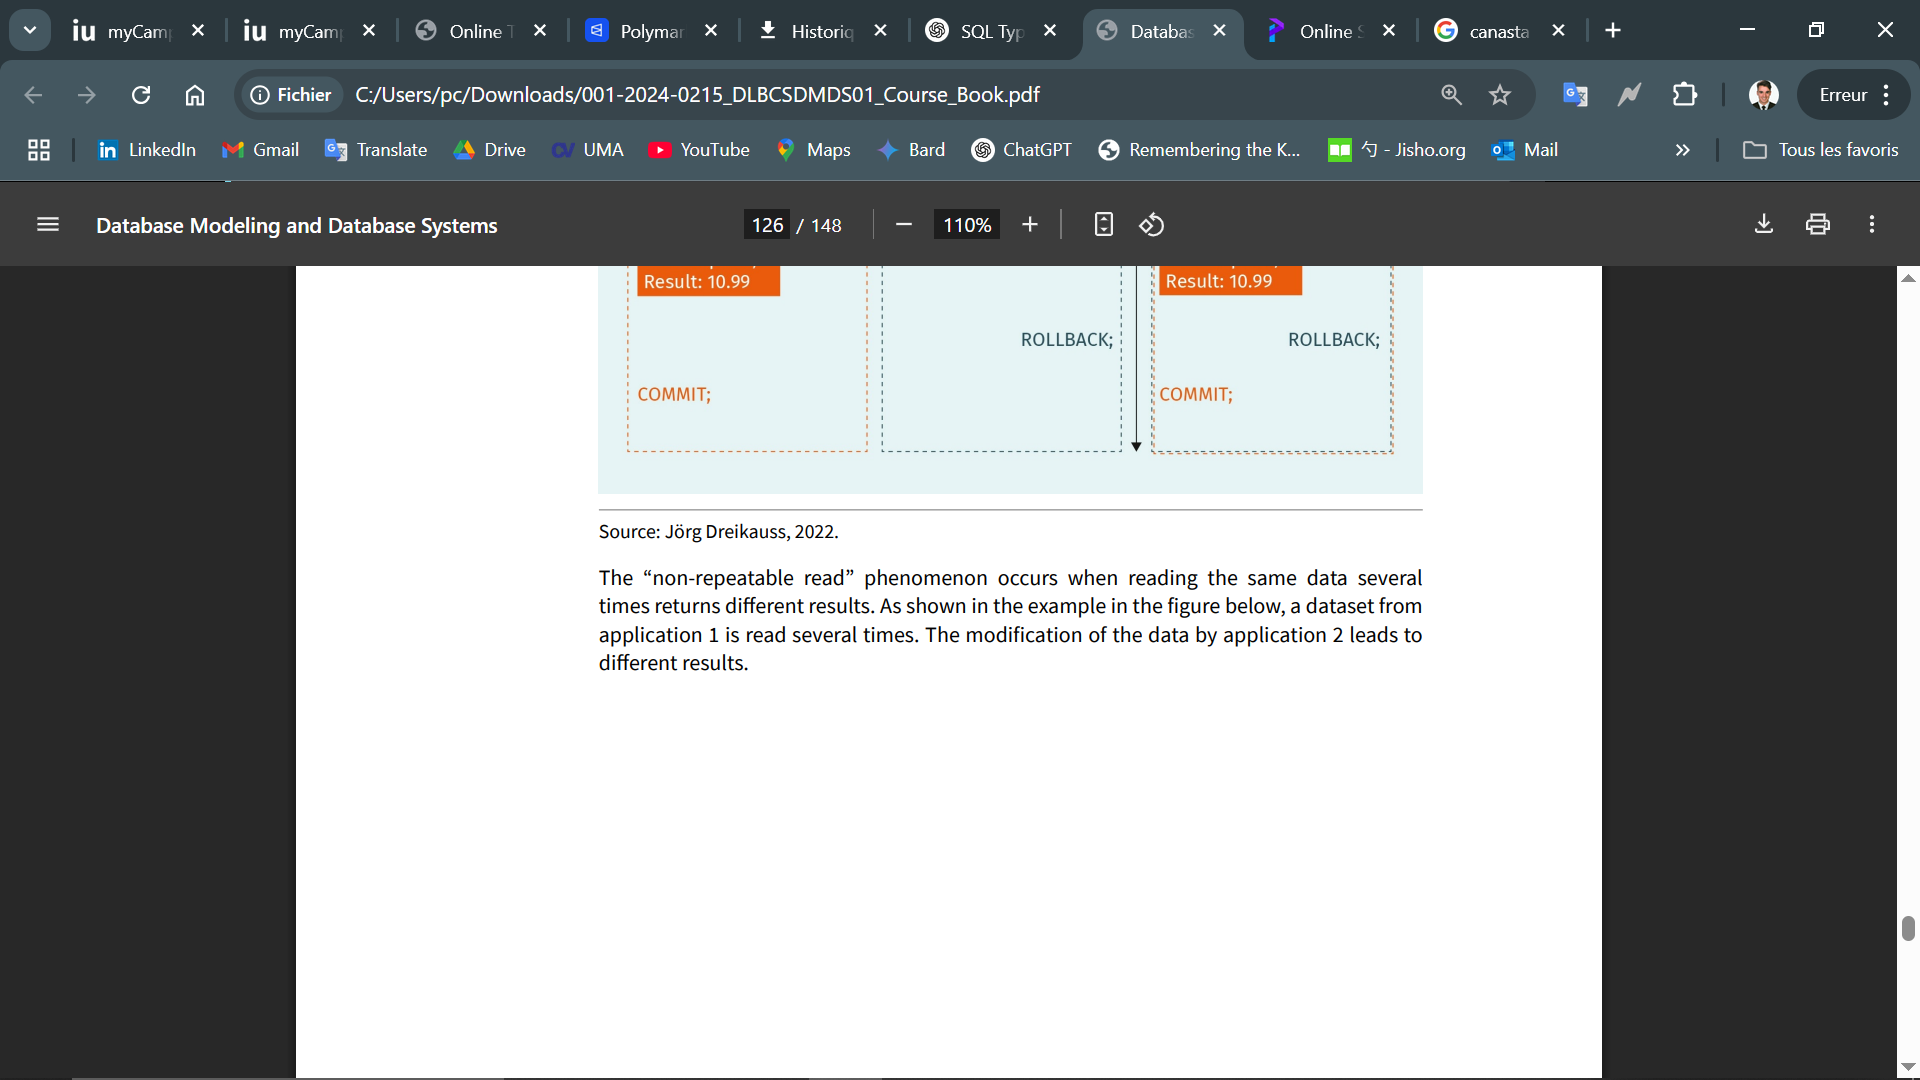 iu myCam
iu myCam
Online
Polymar
Historiq
SQL Typ
Databas
Online
canasta
Fichier
C:/Users/pc/Downloads/001-2024-0215_DLBCSDMDS01_Course_Book.pdf
Erreur
LinkedIn
Gmail
Translate
Drive
UMA
YouTube
Maps
Bard
ChatGPT
Remembering the K...
勺 - Jisho.org
Mail
Tous les favoris
Database Modeling and Database Systems
126 / 148
110%
Result: 10.99
Result: 10.99
ROLLBACK;
ROLLBACK;
COMMIT;
COMMIT;
Source: Jörg Dreikauss, 2022.
The “non-repeatable read” phenomenon occurs when reading the same data several
times returns different results. As shown in the example in the figure below, a dataset from
application 1 is read several times. The modification of the data by application 2 leads to
different results.